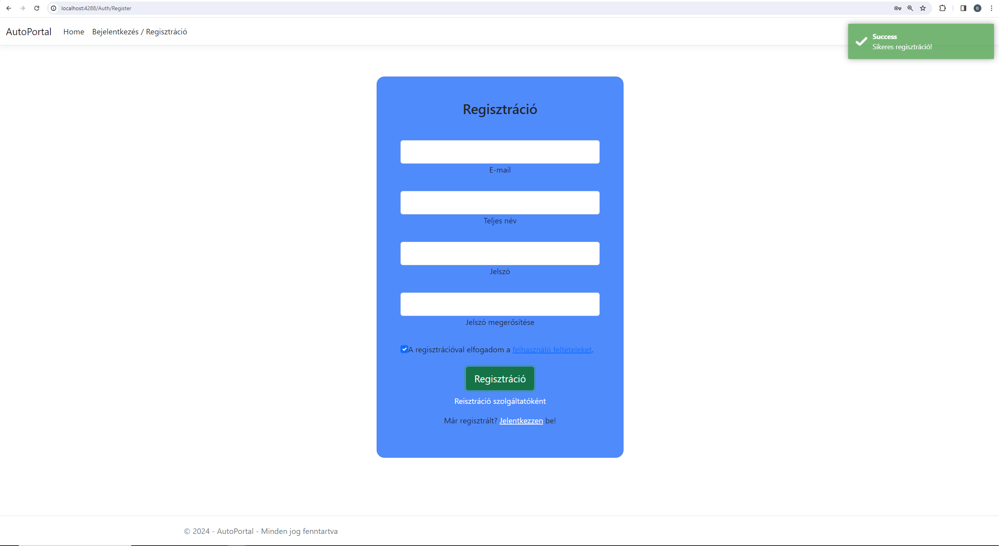 localhost:4288/Auth/Register
B
AutoPortal Home Bejelentkezés / Regisztráció
Success
Sikeres regisztráció!
Regisztráció
E-mail
Teljes név
Jelszó
Jelszó megerősítése
A regisztrációval elfogadom a felhasználó feltételeket.
Regisztráció
Reisztráció szolgáltatóként
Már regisztrált? Jelentkezzen be!
© 2024 - AutoPortal - Minden jog fenntartva